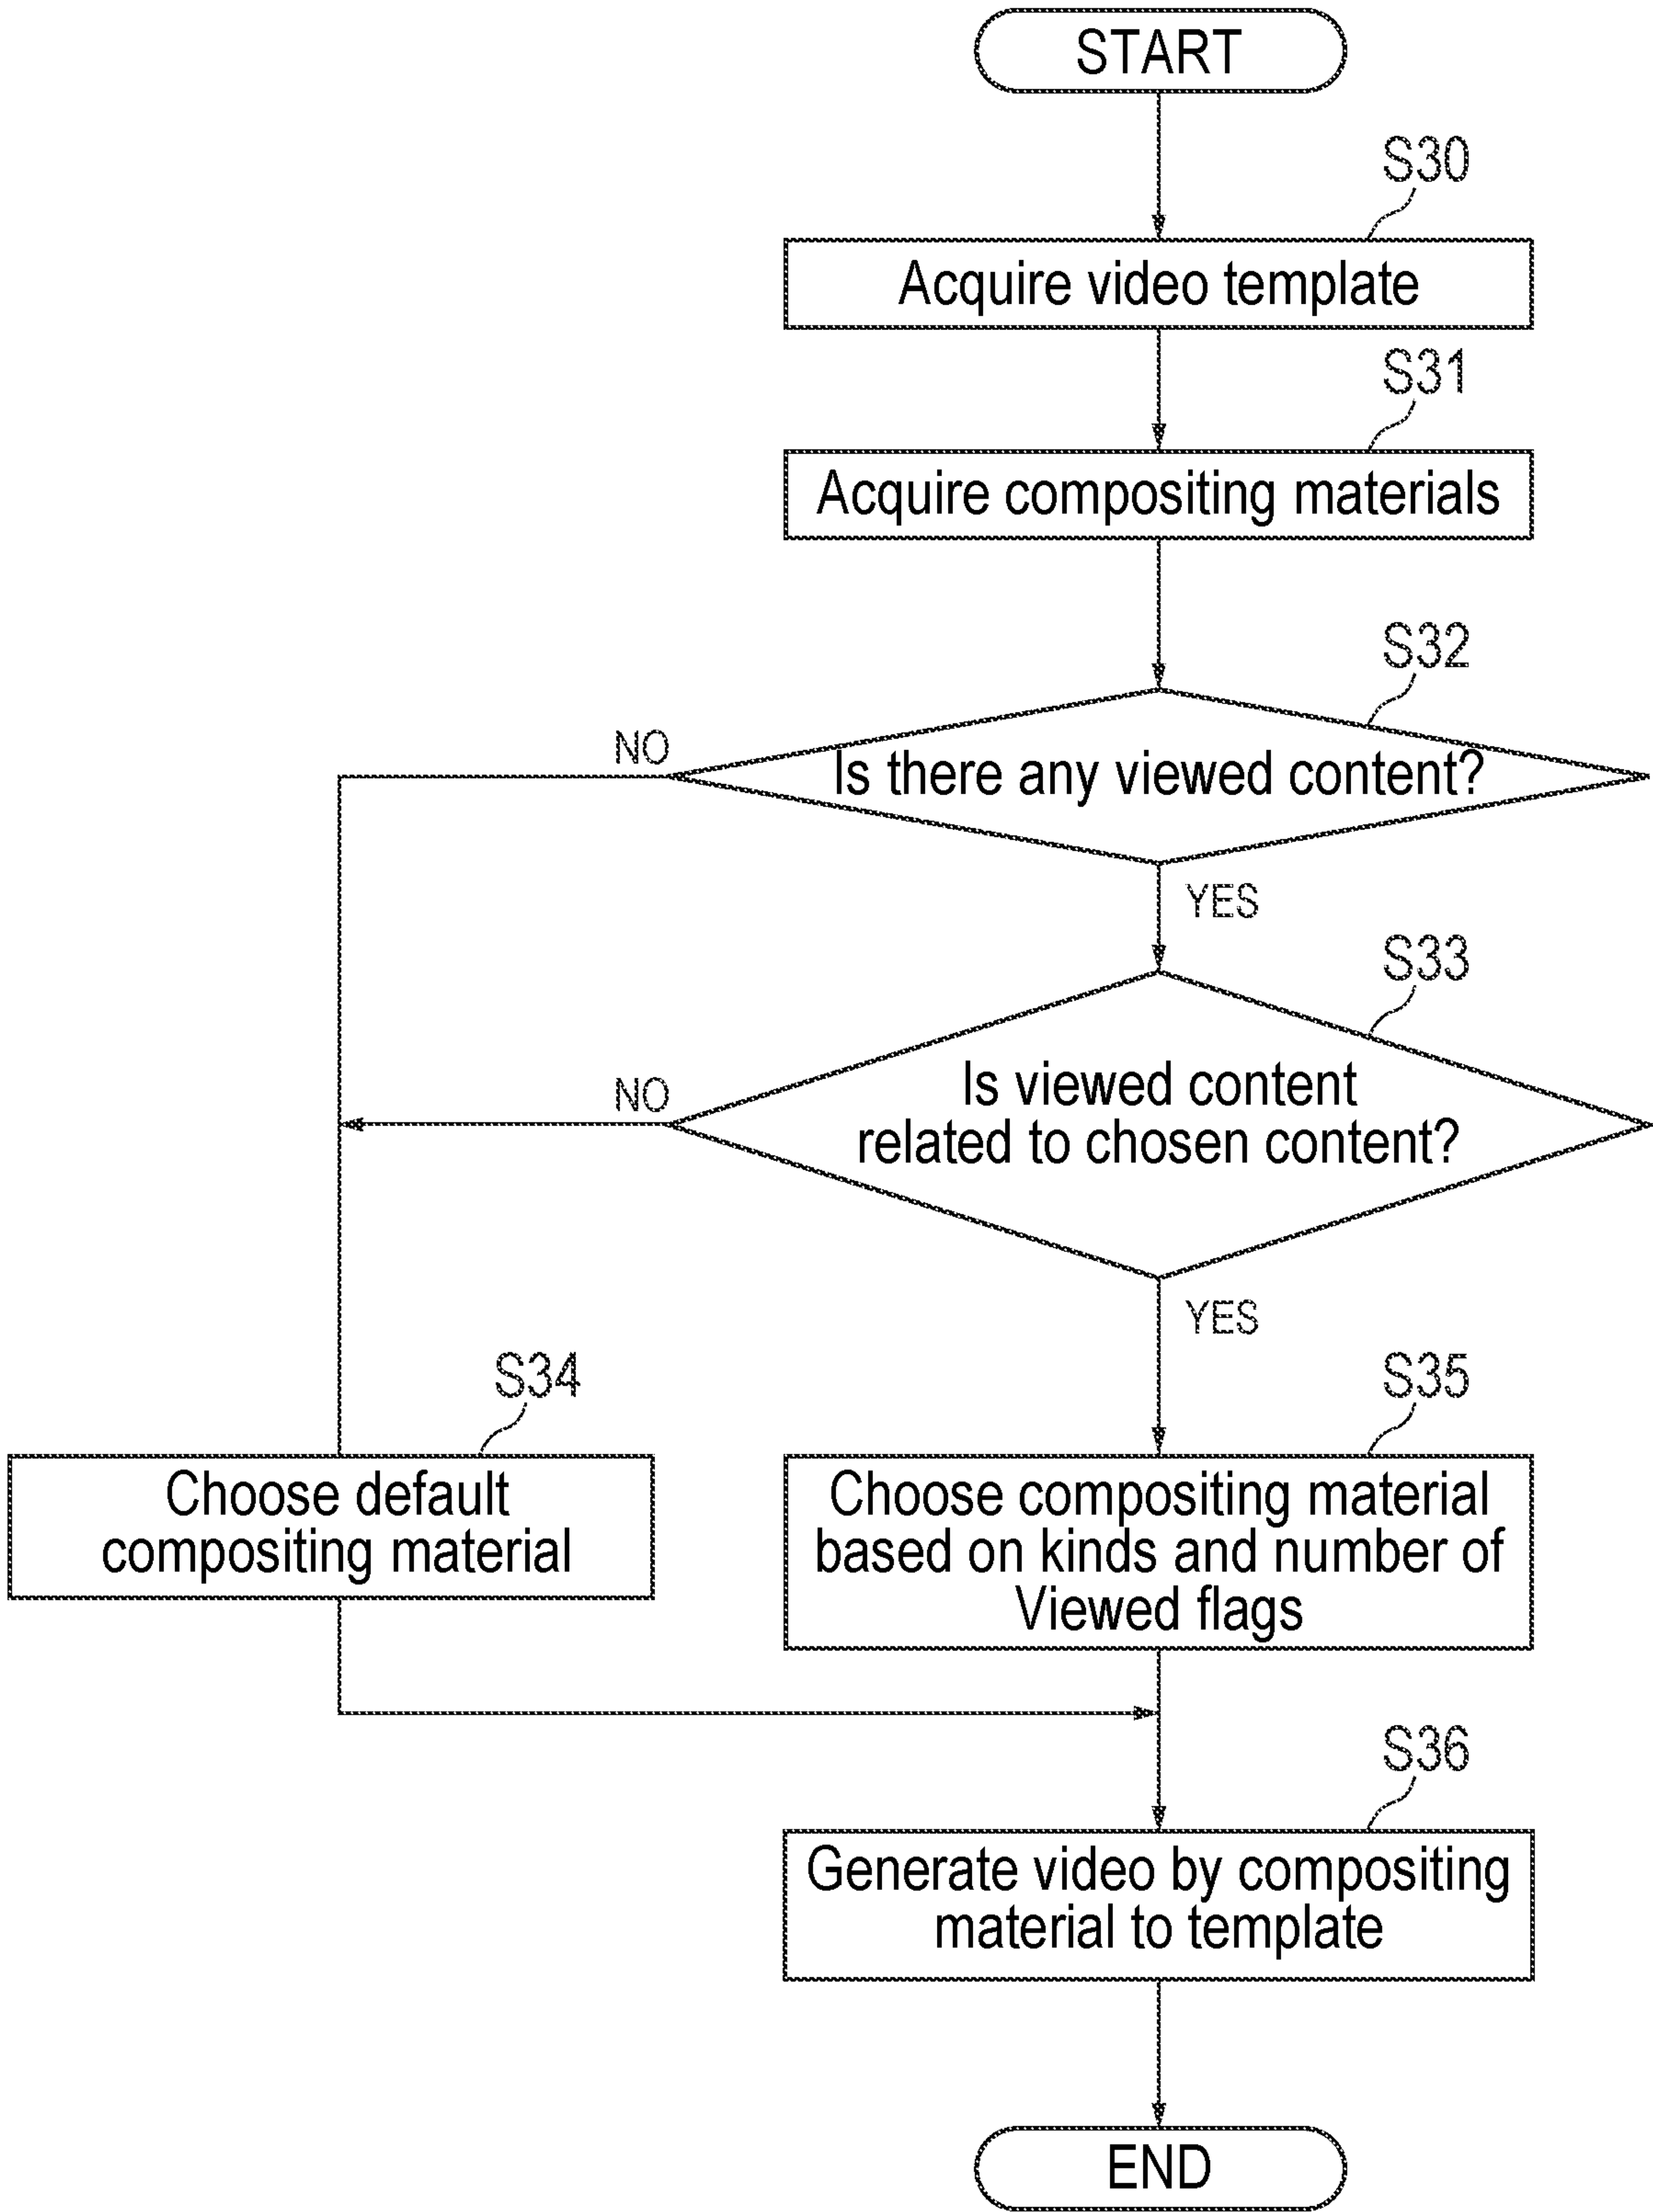 START
S30
Acquire video template
S31
Acquire compositing materials
S32
NO
Is there any viewed content?
YES
S33
NO
Is viewed content
related to chosen content?
YES
S34
S35
Choose default
compositing material
Choose compositing material
based on kinds and number of
Viewed flags
S36
Generate video by compositing
material to template
END